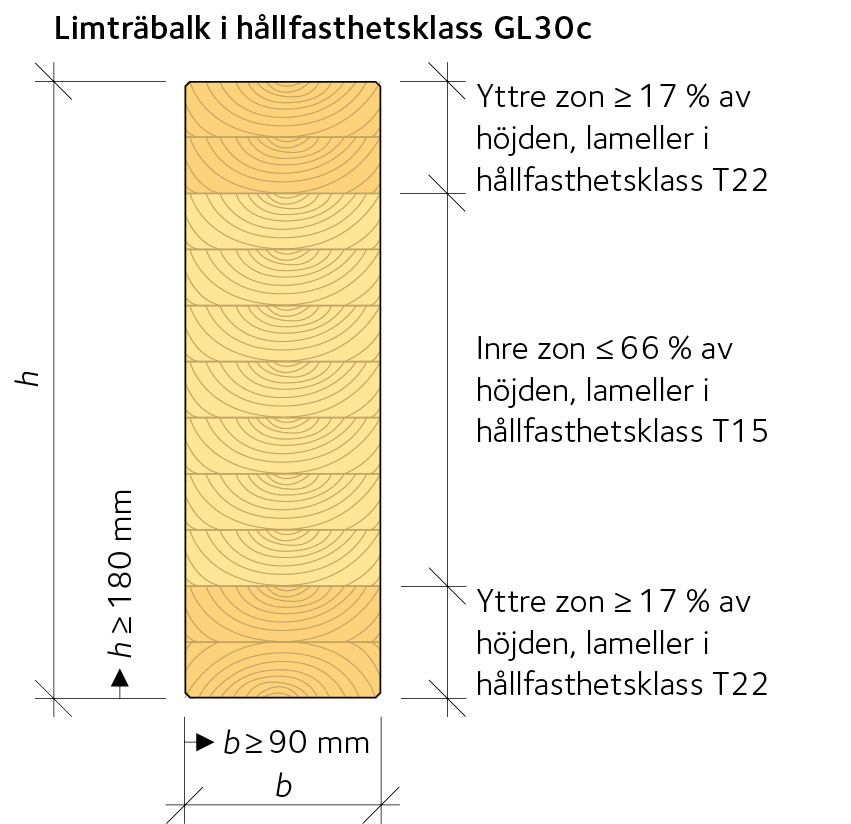 Limträbalk i hållfasthetsklass GL30c
Yttre zon ≥ 17 % av
höjden, lameller i
hållfasthetsklass T22
Inre zon ≤ 66 % av
höjden, lameller i
hållfasthetsklass T15
h
h ≥ 180 mm
Yttre zon ≥ 17 % av
höjden, lameller i
hållfasthetsklass T22
b ≥ 90 mm
b